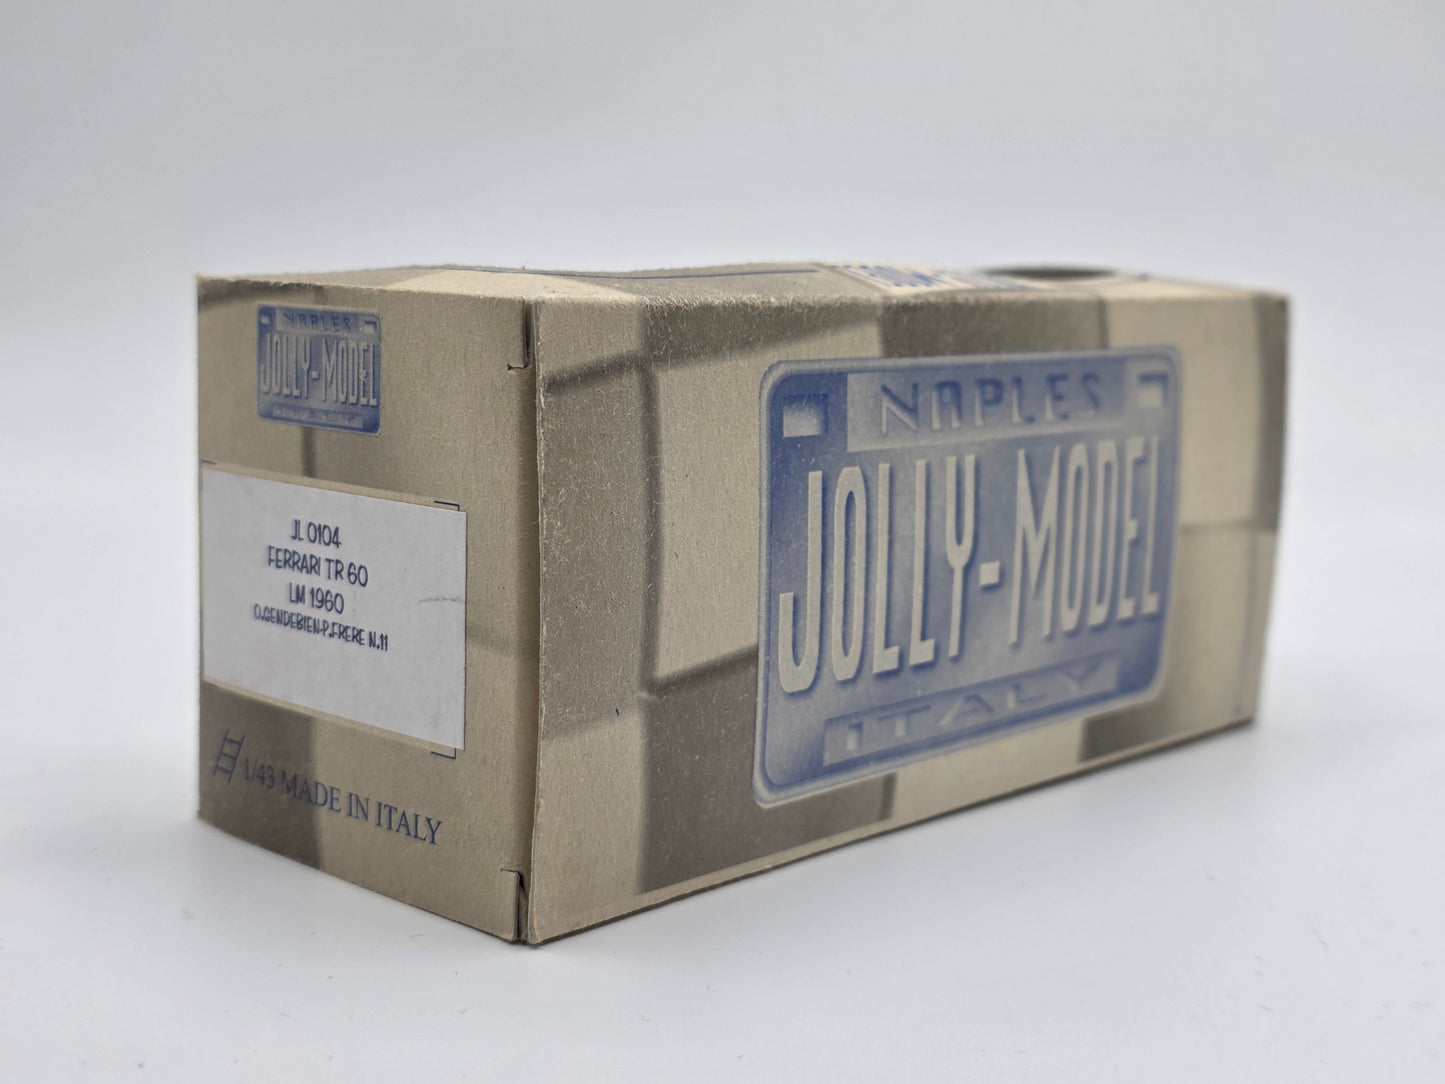 NAPLES
JOLLY-MODEL
JL 0104
FERRARI TR 60
LM 1960
O.GENDEBIEN-P.FRERE N.11
1/43 MADE IN ITALY
NAPLES
JOLLY-MODEL
ITALY